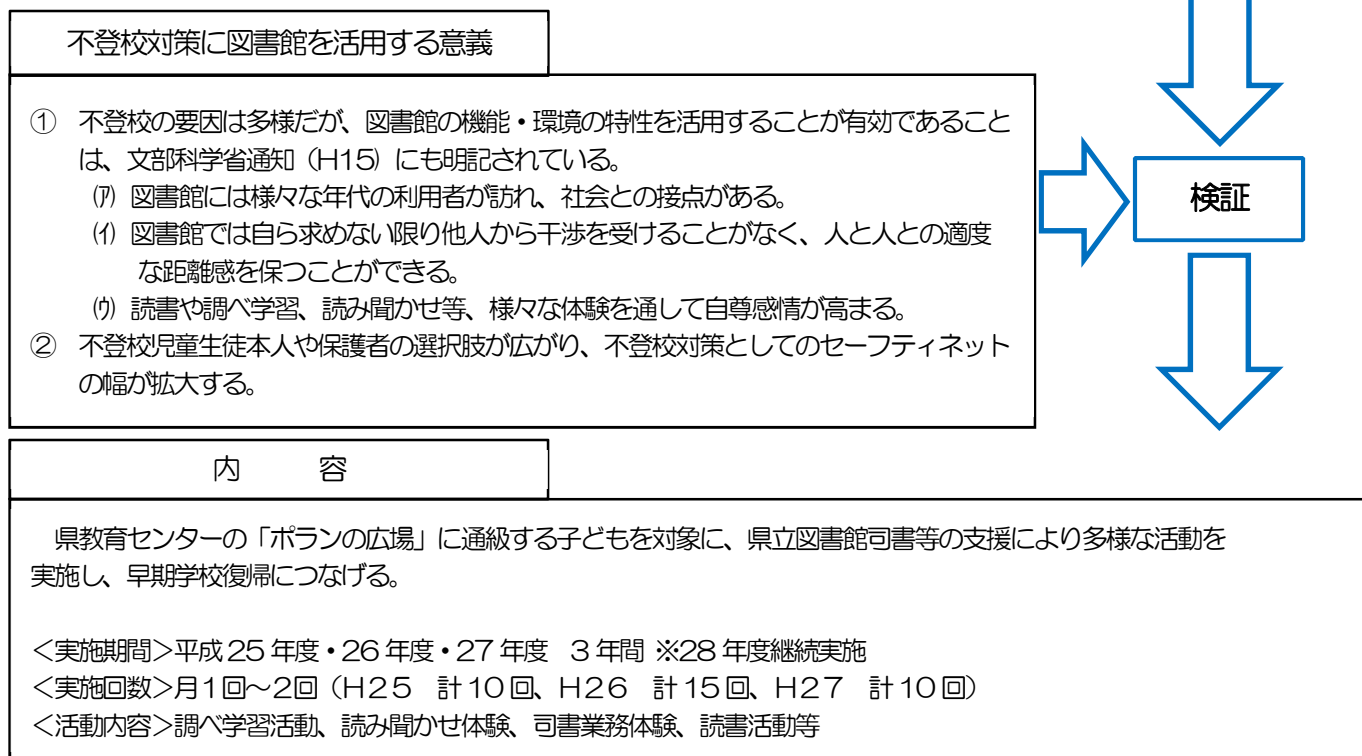 不登校対策に図書館を活用する意義
① 不登校の要因は多様だが、図書館の機能・環境の特性を活用することが有効であること
は、文部科学省通知（H15）にも明記されている。
㋐ 図書館には様々な年代の利用者が訪れ、社会との接点がある。
㋑ 図書館では自ら求めない限り他人から干渉を受けることがなく、人と人との適度
な距離感を保つことができる。
㋒ 読書や調べ学習、読み聞かせ等、様々な体験を通して自尊感情が高まる。
② 不登校児童生徒本人や保護者の選択肢が広がり、不登校対策としてのセーフティネット
の幅が拡大する。
検証
内　　容
県教育センターの「ポランの広場」に通級する子どもを対象に、県立図書館司書等の支援により多様な活動を
実施し、早期学校復帰につなげる。
＜実施期間＞平成25年度・26年度・27年度　3年間 ※28年度継続実施
＜実施回数＞月1回～2回（H25　計10回、H26　計15回、H27　計10回）
＜活動内容＞調べ学習活動、読み聞かせ体験、司書業務体験、読書活動等